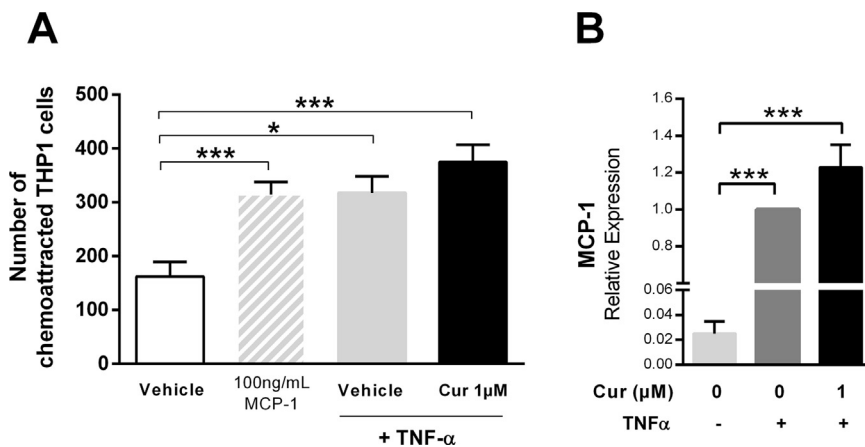 A
Number of
chemoattracted THP1 cells
500
400
300
200
100
0
***
*
***
Vehicle
100ng/mL
MCP-1
Vehicle
Cur 1µM
+ TNF-α
B
MCP-1
Relative Expression
1.6
1.4
1.2
1.0
0.8
0.06
0.04
0.02
0.00
***
***
Cur (µM) 0 0 1
TNFα - + +